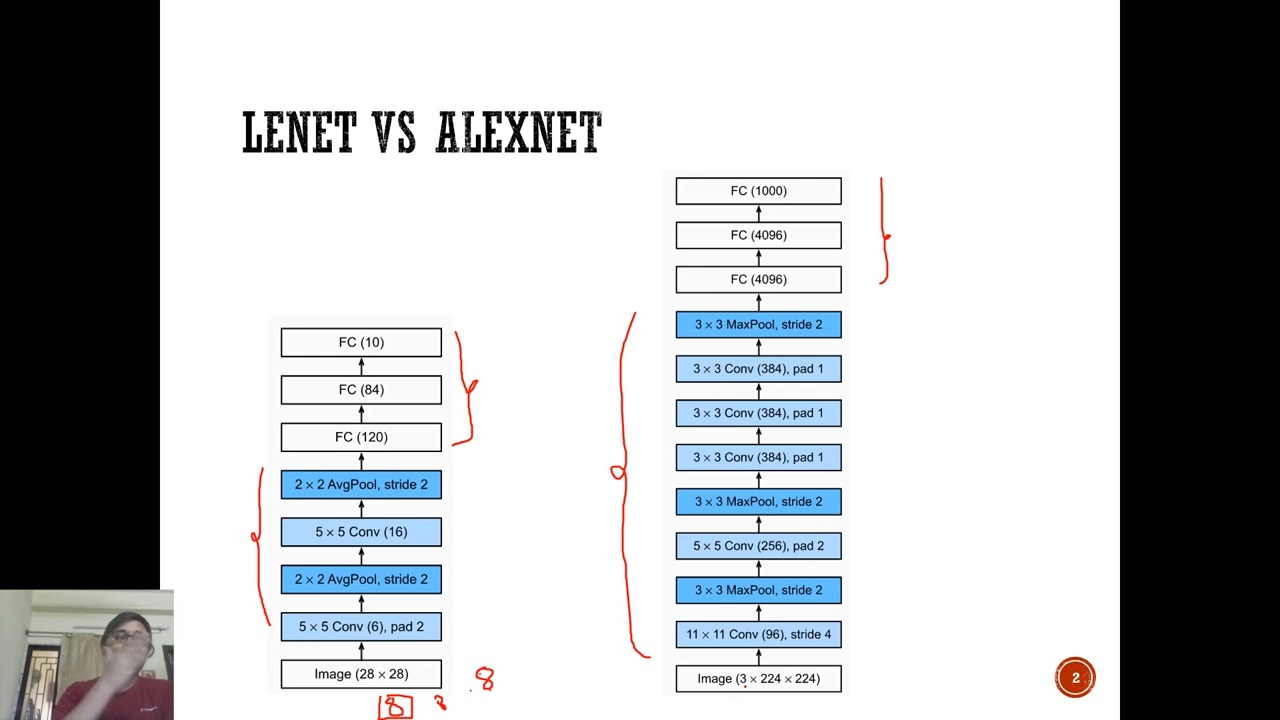 LENET VS ALEXNET
FC (10)
FC (84)
FC (120)
2 × 2 AvgPool, stride 2
5 × 5 Conv (16)
2 × 2 AvgPool, stride 2
5 × 5 Conv (6), pad 2
Image (28 × 28)
8
8
8
FC (1000)
FC (4096)
FC (4096)
3 × 3 MaxPool, stride 2
3 × 3 Conv (384), pad 1
3 × 3 Conv (384), pad 1
3 × 3 Conv (384), pad 1
3 × 3 MaxPool, stride 2
5 × 5 Conv (256), pad 2
3 × 3 MaxPool, stride 2
11 × 11 Conv (96), stride 4
Image (3 × 224 × 224)
2